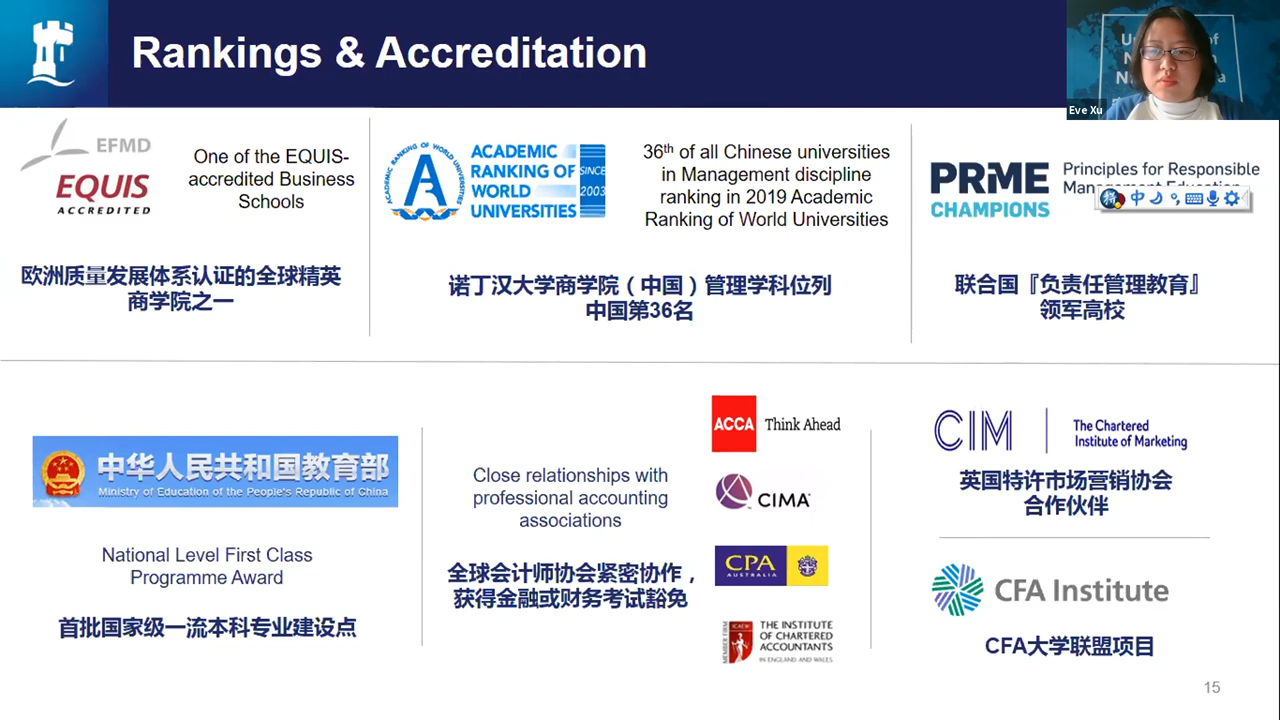 Rankings & Accreditation
Eve Xu
EFMD
EQUIS
ACCREDITED
One of the EQUIS-
accredited Business
Schools
欧洲质量发展体系认证的全球精英
商学院之一
ACADEMIC RANKING OF WORLD UNIVERSITIES
ACADEMIC
RANKING OF
WORLD
UNIVERSITIES
SINCE
2003
36th of all Chinese universities
in Management discipline
ranking in 2019 Academic
Ranking of World Universities
诺丁汉大学商学院（中国）管理学科位列
中国第36名
PRME
CHAMPIONS
Principles for Responsible
Management Education
中
联合国『负责任管理教育』
领军高校
中华人民共和国教育部
Ministry of Education of the People's Republic of China
National Level First Class
Programme Award
首批国家级一流本科专业建设点
Close relationships with
professional accounting
associations
全球会计师协会紧密协作，
获得金融或财务考试豁免
ACCA
Think Ahead
CIMA
CPA
AUSTRALIA
ICAEW
MEMBER FIRM
THE INSTITUTE
OF CHARTERED
ACCOUNTANTS
IN ENGLAND AND WALES
CIM
The Chartered
Institute of Marketing
英国特许市场营销协会
合作伙伴
CFA Institute
CFA大学联盟项目
15